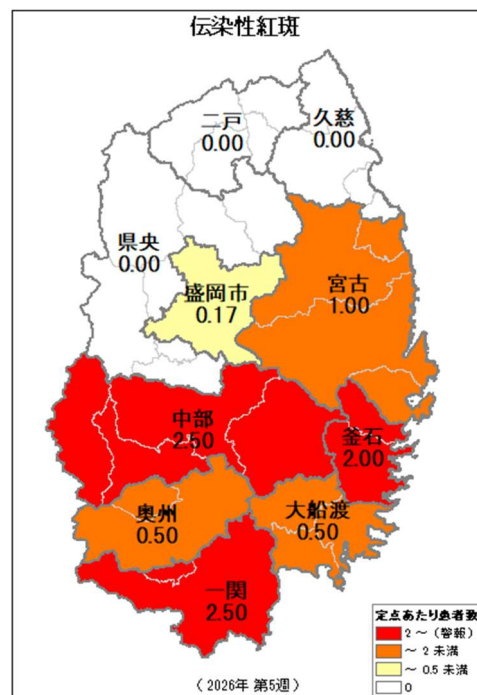 伝染性紅斑
久慈
0.00
二戸
0.00
県央
0.00
盛岡市
0.17
宮古
1.00
中部
2.50
釜石
2.00
奥州
0.50
大船渡
0.50
一関
2.50
定点あたり患者数
2 ～（警報）
～ 2 未満
～ 0.5 未満
0
（ 2026年 第5週）